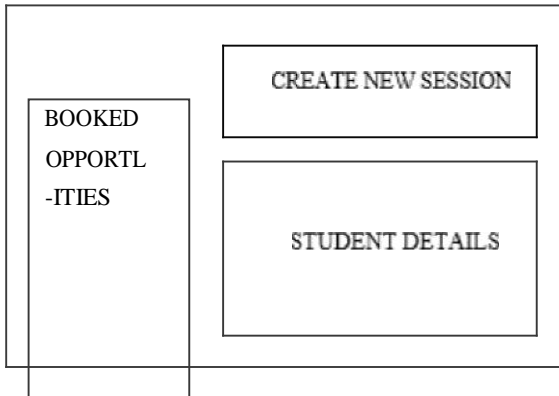 CREATE NEW SESSION
BOOKED
OPPORTL
-ITIES
STUDENT DETAILS